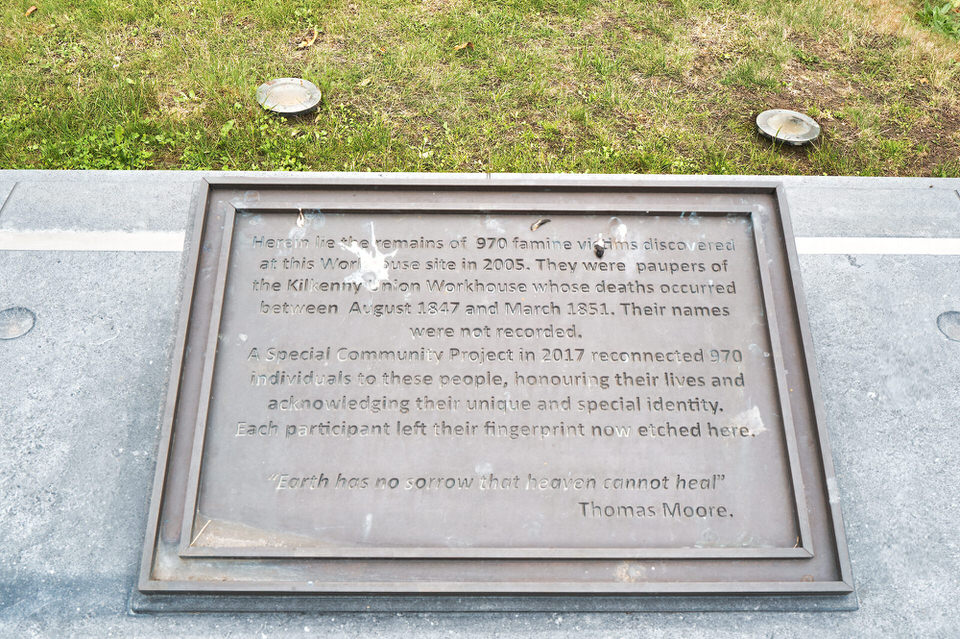 Herein lie the remains of 970 famine victims discovered
at this Workhouse site in 2005. They were paupers of
the Kilkenny Union Workhouse whose deaths occurred
between August 1847 and March 1851. Their names
were not recorded.
A Special Community Project in 2017 reconnected 970
individuals to these people, honouring their lives and
acknowledging their unique and special identity.
Each participant left their fingerprint now etched here.
“Earth has no sorrow that heaven cannot heal”
Thomas Moore.